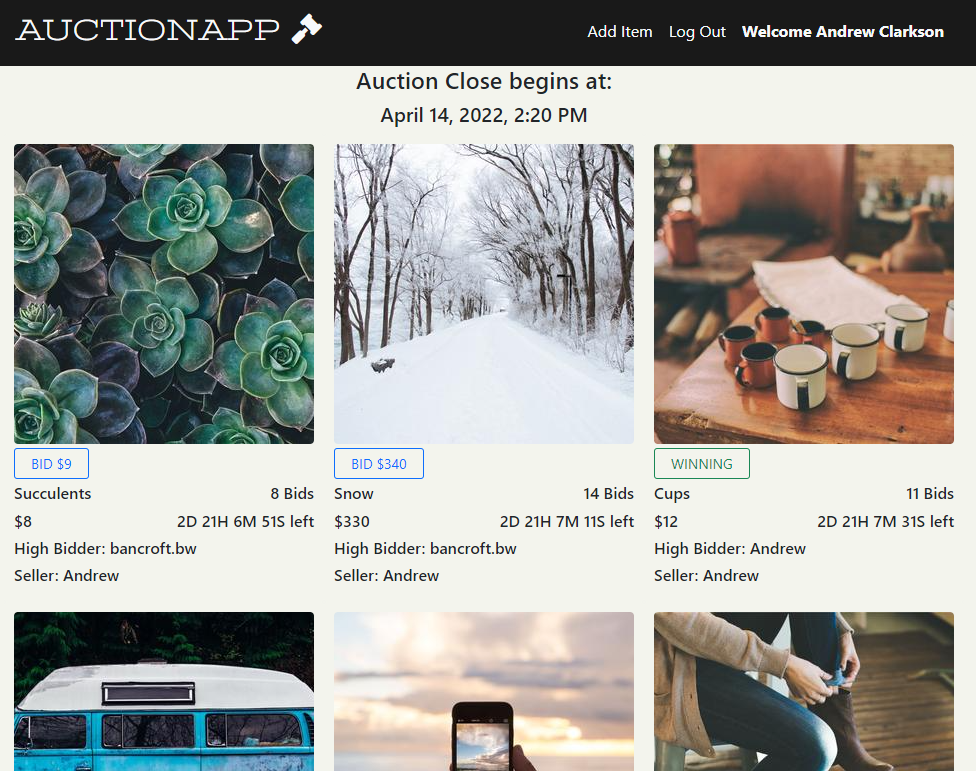 AUCTIONAPP
Add Item Log Out Welcome Andrew Clarkson
Auction Close begins at:
April 14, 2022, 2:20 PM
BID $9
Succulents 8 Bids
$8 2D 21H 6M 51S left
High Bidder: bancroft.bw
Seller: Andrew
BID $340
Snow 14 Bids
$330 2D 21H 7M 11S left
High Bidder: bancroft.bw
Seller: Andrew
WINNING
Cups 11 Bids
$12 2D 21H 7M 31S left
High Bidder: Andrew
Seller: Andrew